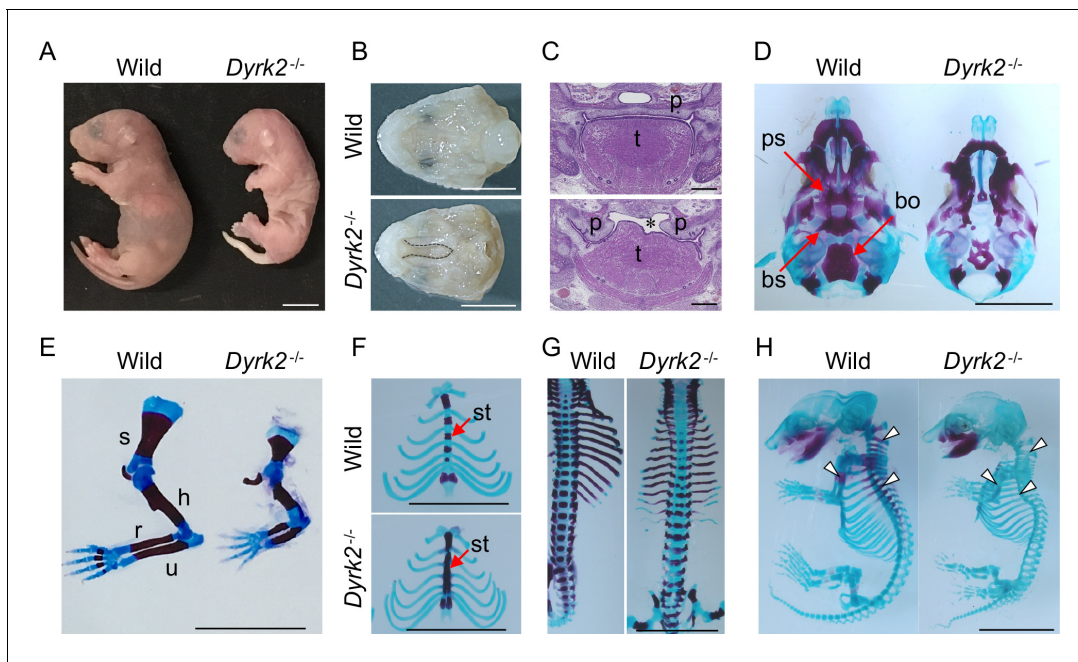 A
Wild
Dyrk2-/-
B
Wild
Dyrk2-/-
C
p
t
p
*
p
t
D
Wild
Dyrk2-/-
ps
bo
bs
E
Wild
Dyrk2-/-
s
h
r
u
F
Wild
st
Dyrk2-/-
st
G
Wild
Dyrk2-/-
H
Wild
Dyrk2-/-